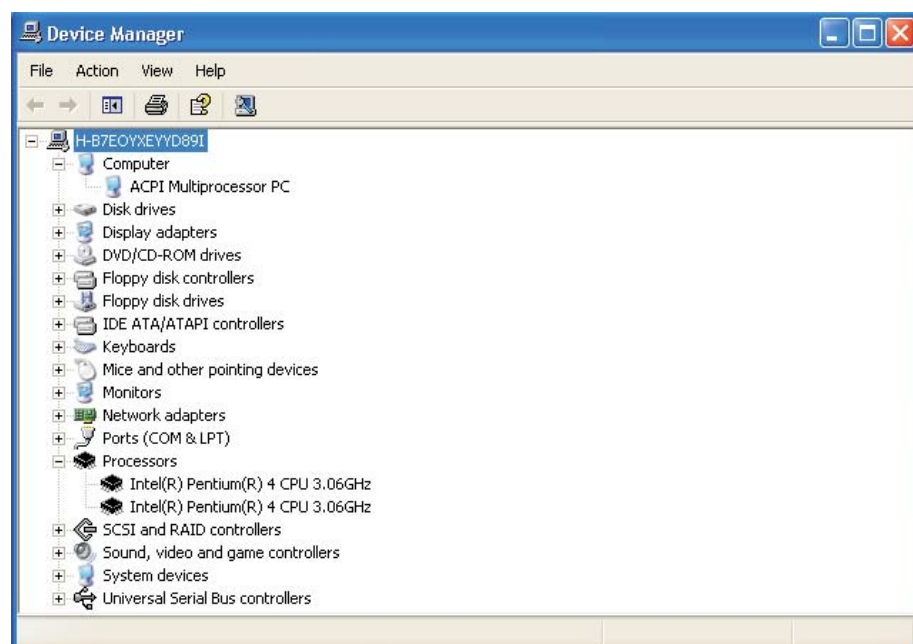 Device Manager
File Action View Help
H-B7EOYXEYYD89I
Computer
ACPI Multiprocessor PC
Disk drives
Display adapters
DVD/CD-ROM drives
Floppy disk controllers
Floppy disk drives
IDE ATA/ATAPI controllers
Keyboards
Mice and other pointing devices
Monitors
Network adapters
Ports (COM & LPT)
Processors
Intel(R) Pentium(R) 4 CPU 3.06GHz
Intel(R) Pentium(R) 4 CPU 3.06GHz
SCSI and RAID controllers
Sound, video and game controllers
System devices
Universal Serial Bus controllers